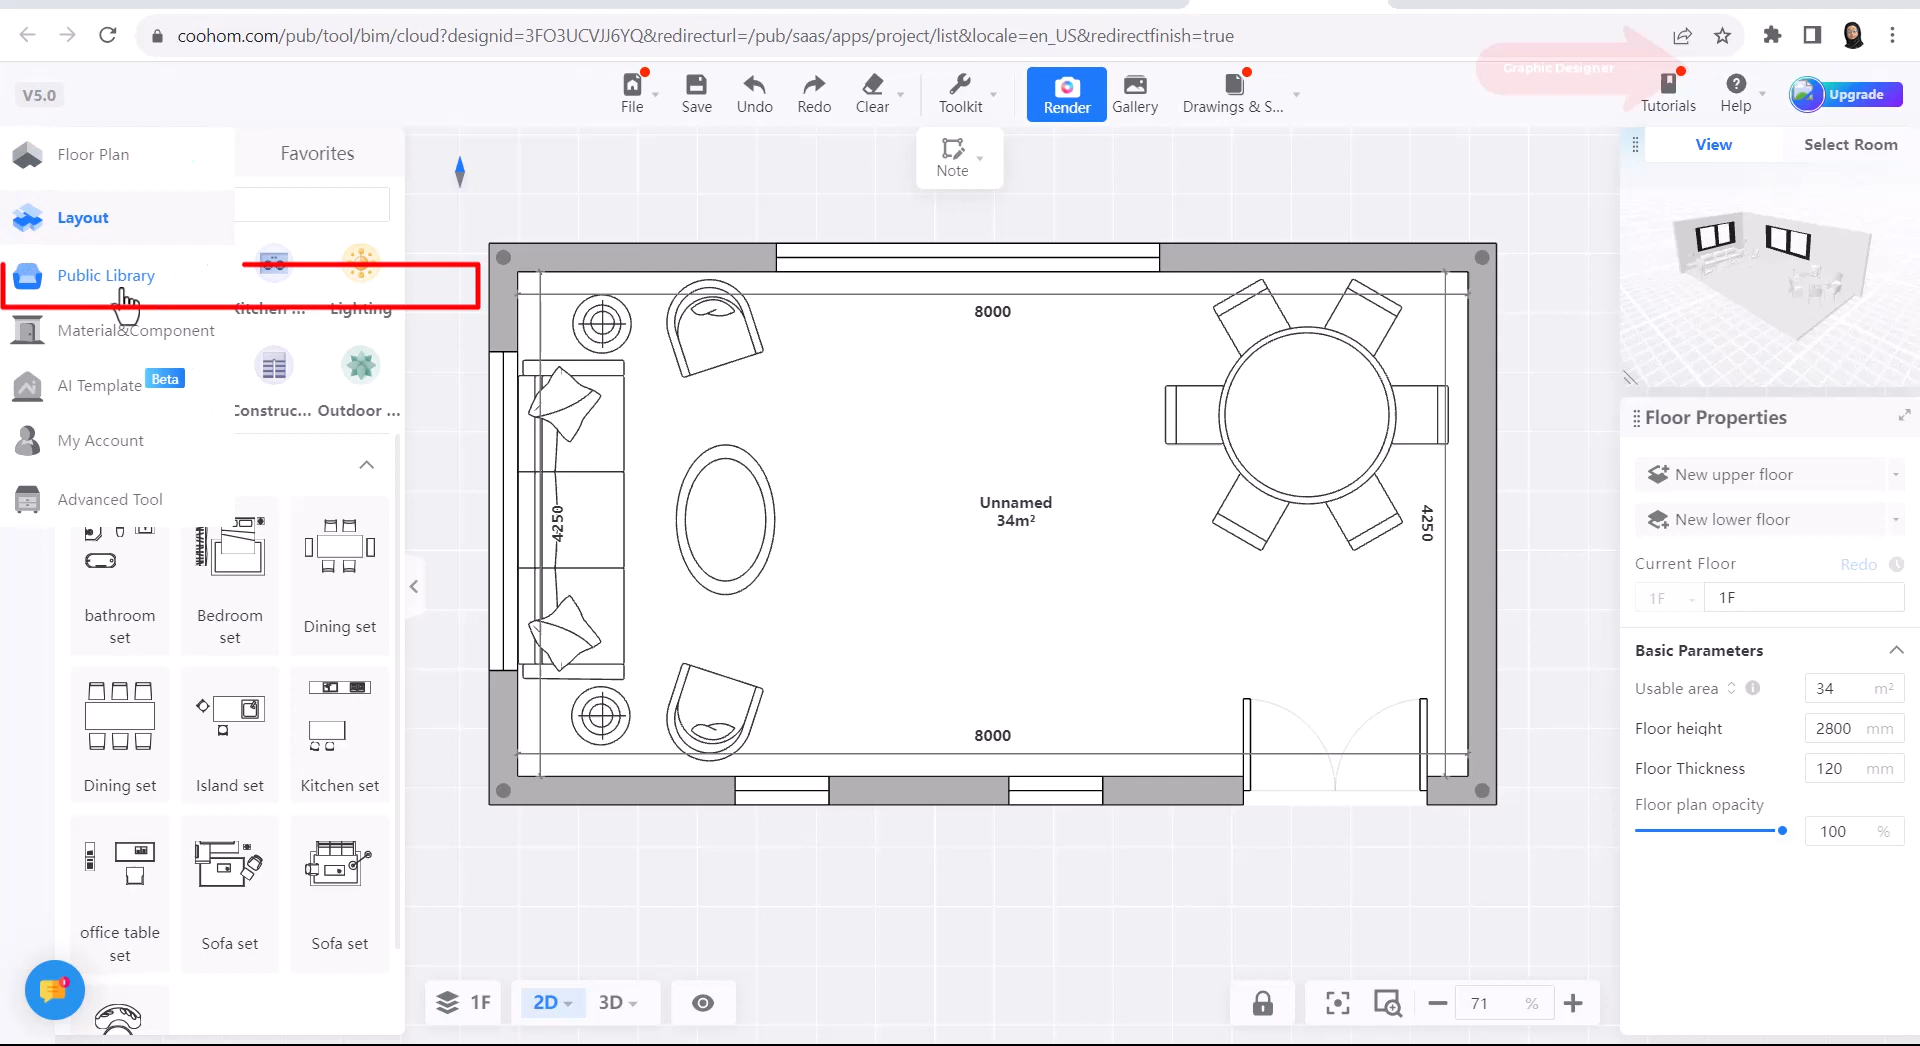 coohom.com/pub/tool/bim/cloud?designid=3FO3UCVJJ6YQ&redirecturl=/pub/saas/apps/project/list&locale=en_US&redirectfinish=true
Graphic Designer
V5.0
File
Save
Undo
Redo
Clear
Toolkit
Render
Gallery
Drawings & S...
Tutorials
Help
Upgrade
Floor Plan
Favorites
Note
View
Select Room
Layout
Public Library
Lighting
Material&Component
AI Template
Beta
Construc...
Outdoor ...
My Account
Advanced Tool
bathroom
set
Bedroom
set
Dining set
Dining set
Island set
Kitchen set
office table
set
Sofa set
Sofa set
8000
4250
Unnamed
34m²
4250
8000
1F
2D
3D
71 %
Floor Properties
New upper floor
New lower floor
Current Floor
Redo
1F
1F
Basic Parameters
Usable area
34 m²
Floor height
2800 mm
Floor Thickness
120 mm
Floor plan opacity
100 %